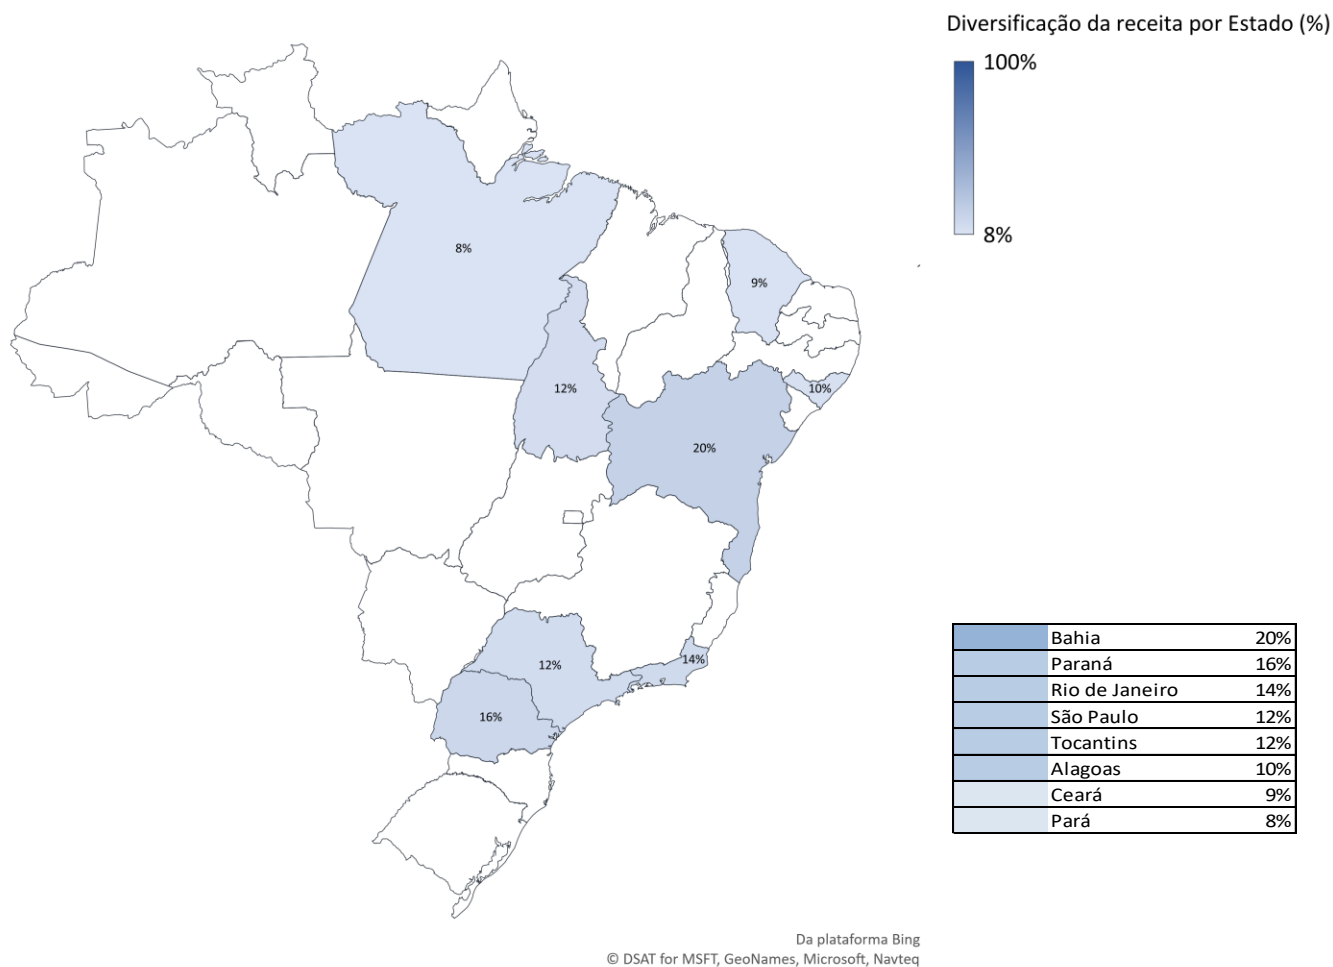 Diversificação da receita por Estado (%)
100%
8%
8%
9%
12%
10%
20%
12%
14%
16%
Bahia 20%
Paraná 16%
Rio de Janeiro 14%
São Paulo 12%
Tocantins 12%
Alagoas 10%
Ceará 9%
Pará 8%
Da plataforma Bing
© DSAT for MSFT, GeoNames, Microsoft, Navteq